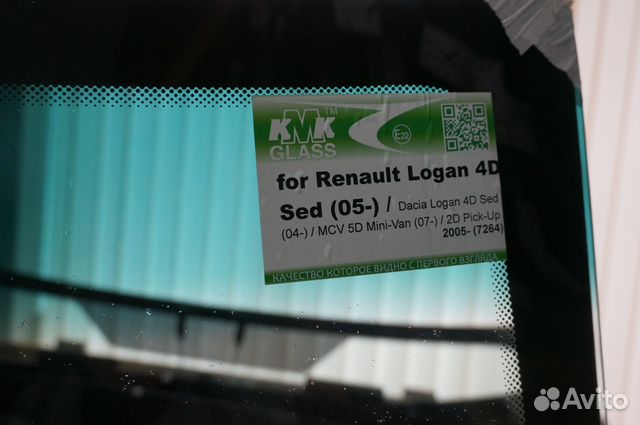 KMK™
GLASS
E22
for Renault Logan 4D
Sed (05-) / Dacia Logan 4D Sed
(04-) / MCV 5D Mini-Van (07-) / 2D Pick-Up
2005- (7264)
КАЧЕСТВО КОТОРОЕ ВИДНО С ПЕРВОГО ВЗГЛЯДА
Avito